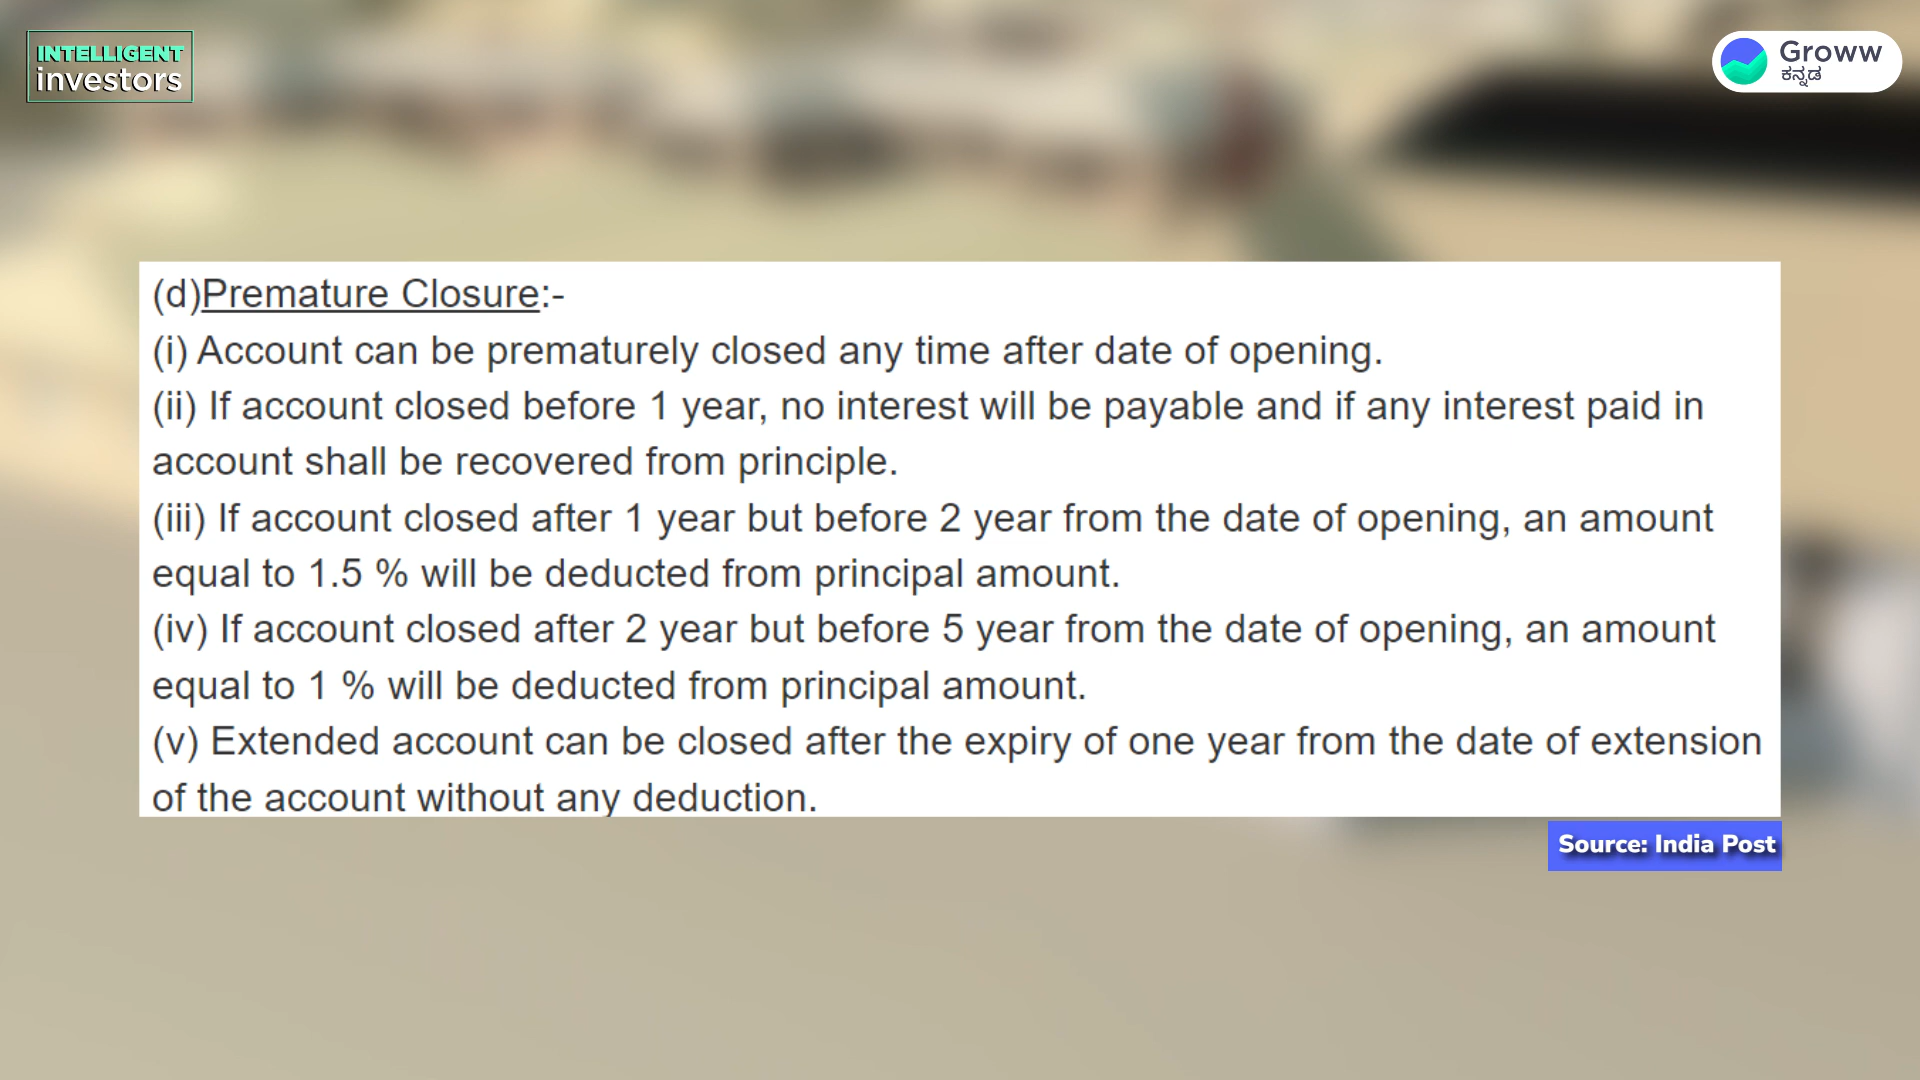 INTELLIGENT
investors
Groww
ಕನ್ನಡ
(d)Premature Closure:-
(i) Account can be prematurely closed any time after date of opening.
(ii) If account closed before 1 year, no interest will be payable and if any interest paid in
account shall be recovered from principle.
(iii) If account closed after 1 year but before 2 year from the date of opening, an amount
equal to 1.5 % will be deducted from principal amount.
(iv) If account closed after 2 year but before 5 year from the date of opening, an amount
equal to 1 % will be deducted from principal amount.
(v) Extended account can be closed after the expiry of one year from the date of extension
of the account without any deduction.
Source: India Post